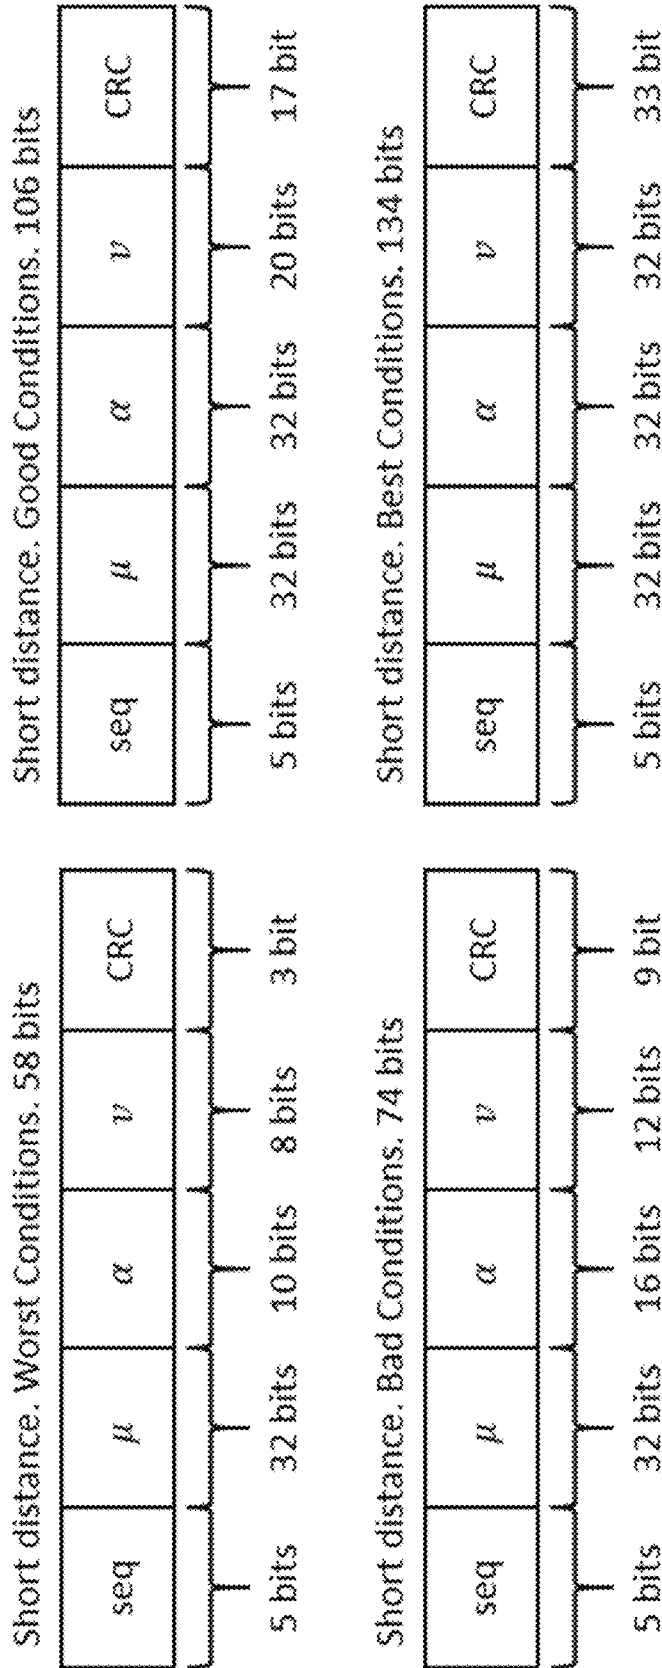 Short distance. Worst Conditions. 58 bits
seq μ α ν CRC
5 bits 32 bits 10 bits 8 bits 3 bit
Short distance. Bad Conditions. 74 bits
seq μ α ν CRC
5 bits 32 bits 16 bits 12 bits 9 bit
Short distance. Good Conditions. 106 bits
seq μ α ν CRC
5 bits 32 bits 32 bits 20 bits 17 bit
Short distance. Best Conditions. 134 bits
seq μ α ν CRC
5 bits 32 bits 32 bits 32 bits 33 bit